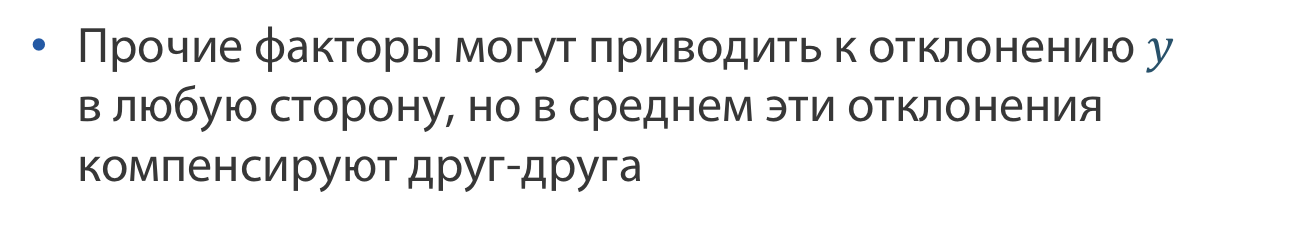 • Прочие факторы могут приводить к отклонению y
в любую сторону, но в среднем эти отклонения
компенсируют друг-друга